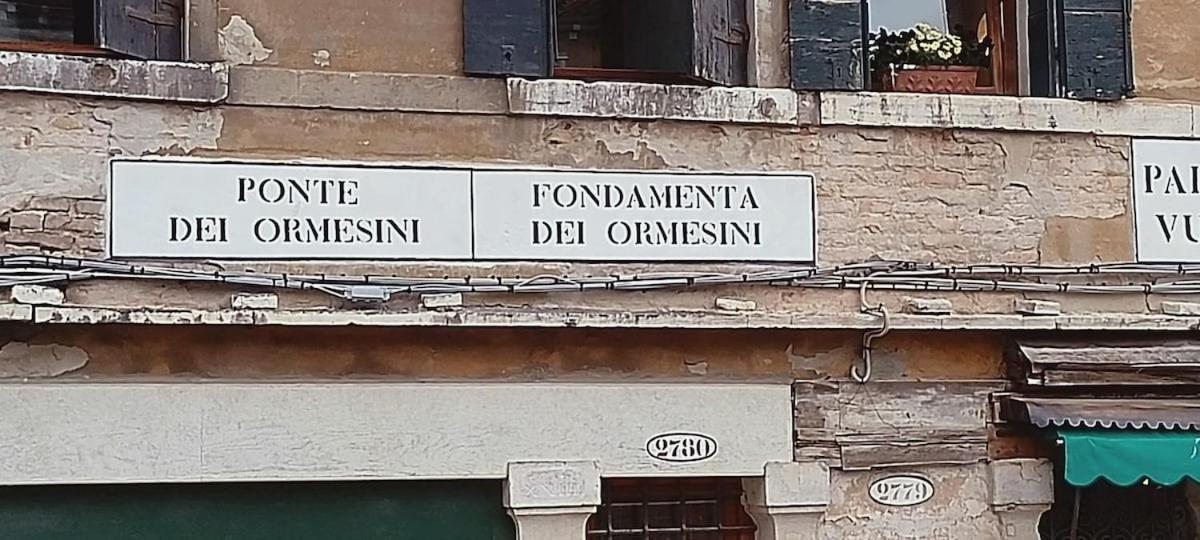 PONTE
DEI ORMESINI
FONDAMENTA
DEI ORMESINI
2780
2779